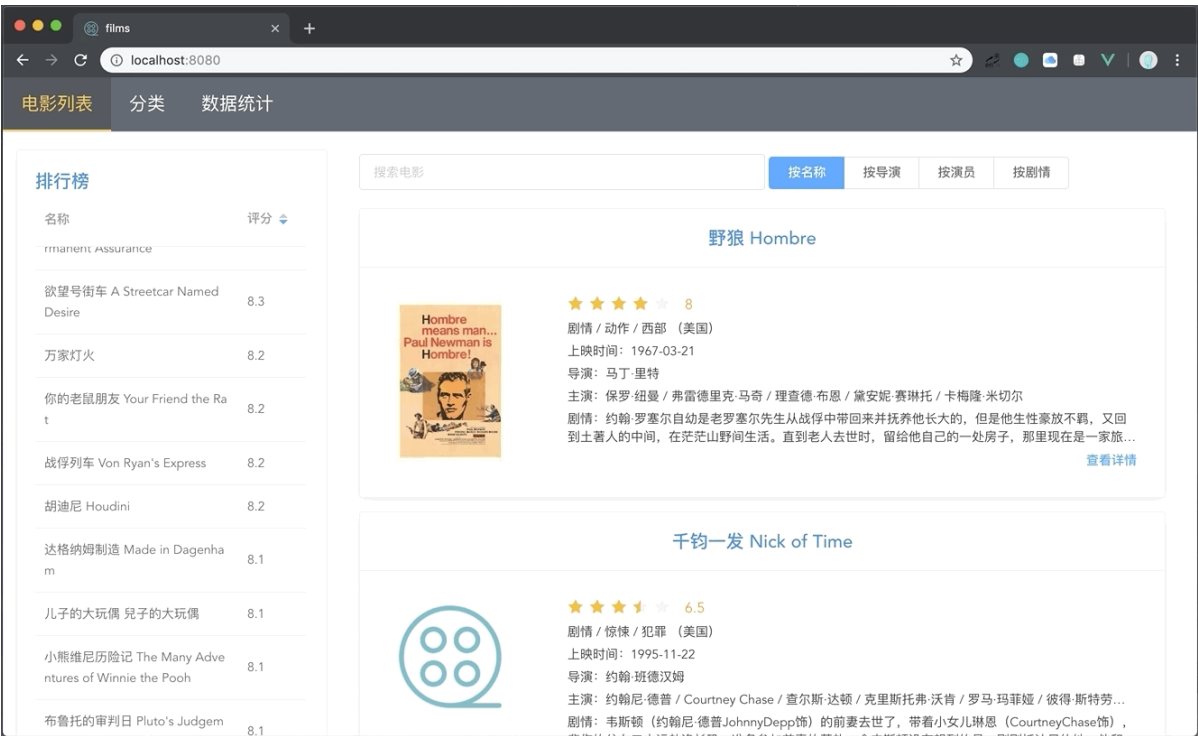 films
localhost:8080
电影列表 分类 数据统计
排行榜
名称 评分
rmanent Assurance
欲望号街车 A Streetcar Named
Desire
8.3
万家灯火 8.2
你的老鼠朋友 Your Friend the Ra
t
8.2
战俘列车 Von Ryan's Express 8.2
胡迪尼 Houdini 8.2
达格纳姆制造 Made in Dagenha
m
8.1
儿子的大玩偶 兒子的大玩偶 8.1
小熊维尼历险记 The Many Adve
ntures of Winnie the Pooh
8.1
布鲁托的审判日 Pluto's Judgem
8.1
搜索电影 按名称 按导演 按演员 按剧情
野狼 Hombre
Hombre
means man...
Paul Newman is
Hombre!
8
剧情 / 动作 / 西部 （美国）
上映时间：1967-03-21
导演：马丁·里特
主演：保罗·纽曼 / 弗雷德里克·马奇 / 理查德·布恩 / 黛安妮·赛琳托 / 卡梅隆·米切尔
剧情：约翰·罗塞尔自幼是老罗塞尔先生从战俘中带回来并抚养他长大的，但是他生性豪放不羁，又回
到土著人的中间，在茫茫山野间生活。直到老人去世时，留给他自己的一处房子，那里现在是一家旅…
查看详情
千钧一发 Nick of Time
6.5
剧情 / 惊悚 / 犯罪 （美国）
上映时间：1995-11-22
导演：约翰·班德汉姆
主演：约翰尼·德普 / Courtney Chase / 查尔斯·达顿 / 克里斯托弗·沃肯 / 罗马·玛菲娅 / 彼得·斯特劳…
剧情：韦斯顿（约翰尼·德普JohnnyDepp饰）的前妻去世了，带着小女儿琳恩（CourtneyChase饰），